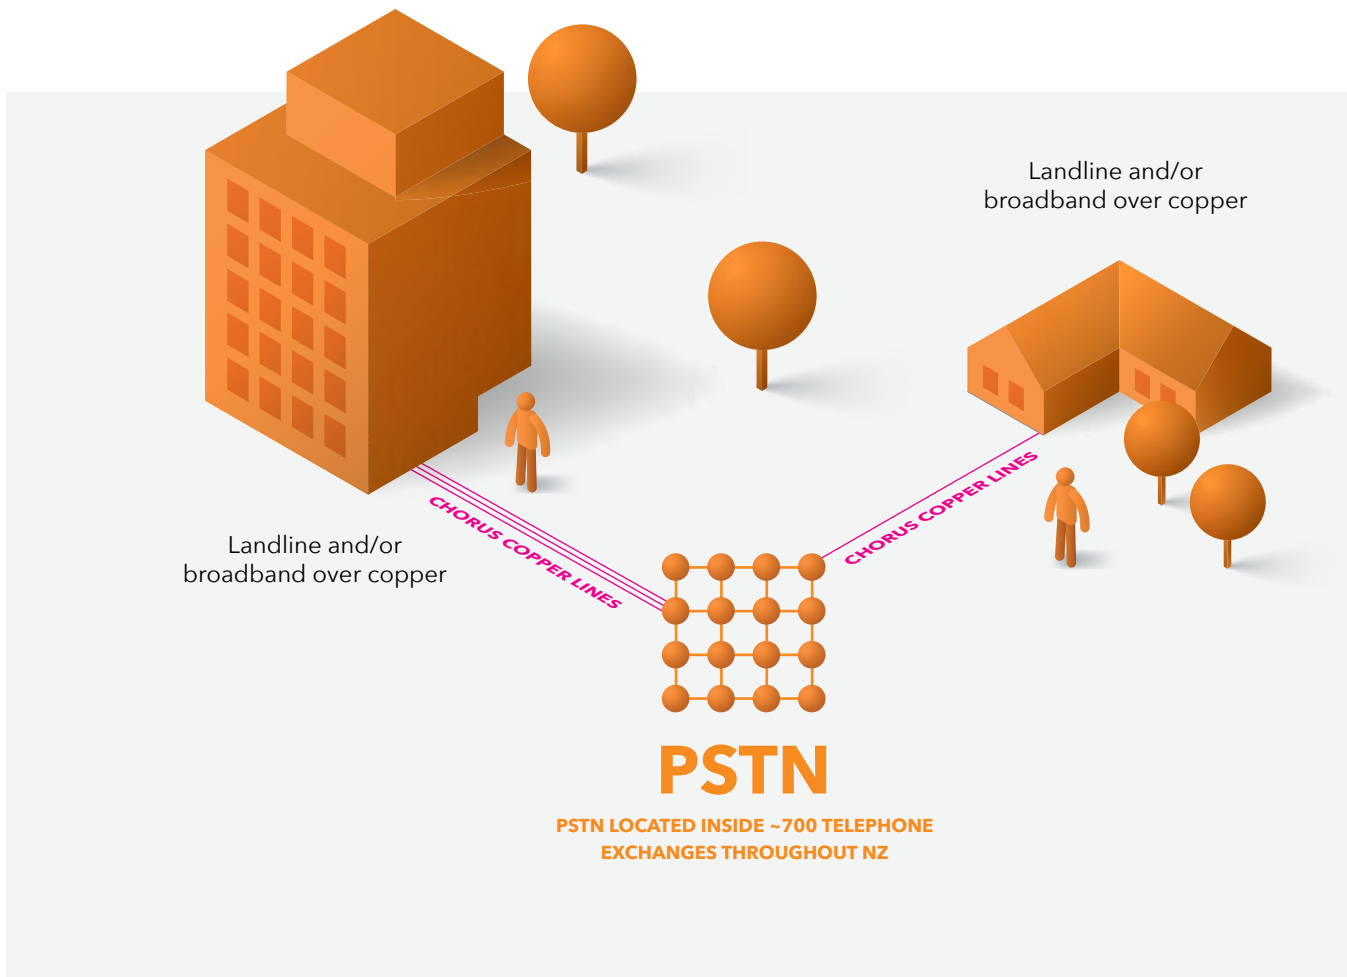 Landline and/or
broadband over copper
Landline and/or
broadband over copper
CHORUS COPPER LINES
CHORUS COPPER LINES
PSTN
PSTN LOCATED INSIDE ~700 TELEPHONE
EXCHANGES THROUGHOUT NZ